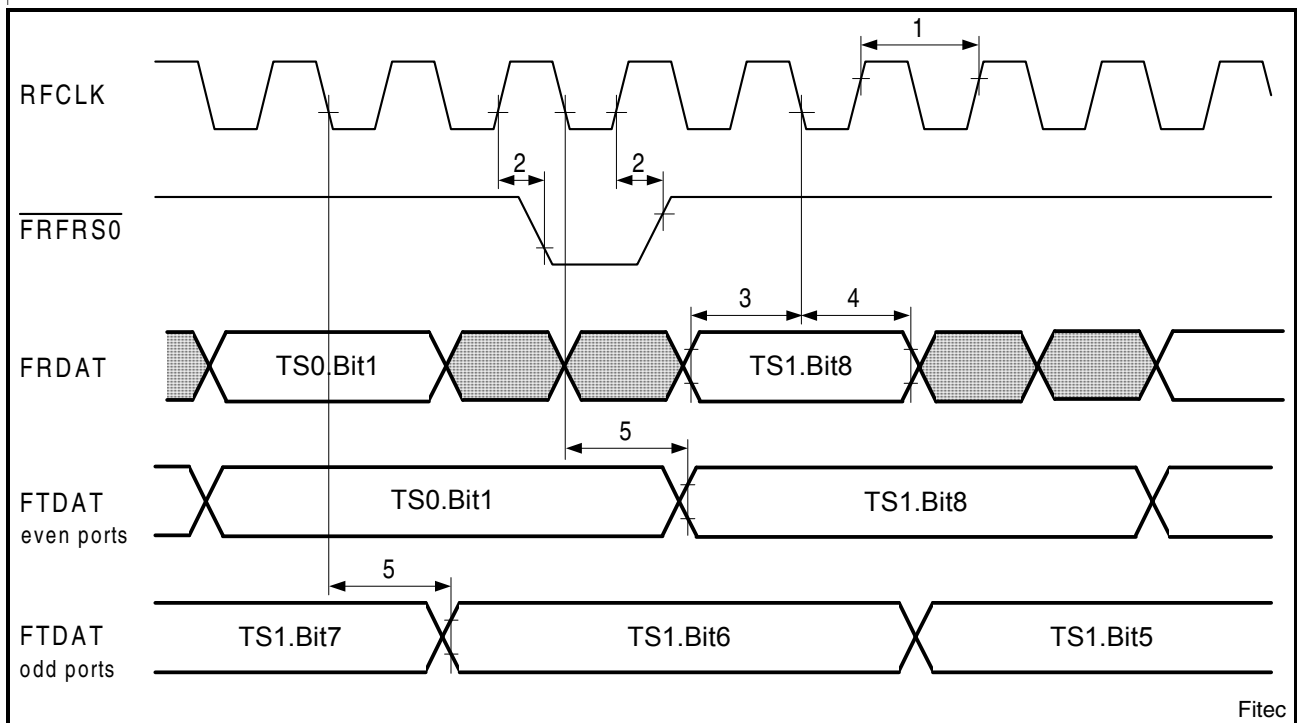 1
RFCLK
2 2
FRFRS0
3 4
FRDAT TS0.Bit1 TS1.Bit8
5
FTDAT TS0.Bit1 TS1.Bit8
even ports
5
FTDAT TS1.Bit7 TS1.Bit6 TS1.Bit5
odd ports
Fitec